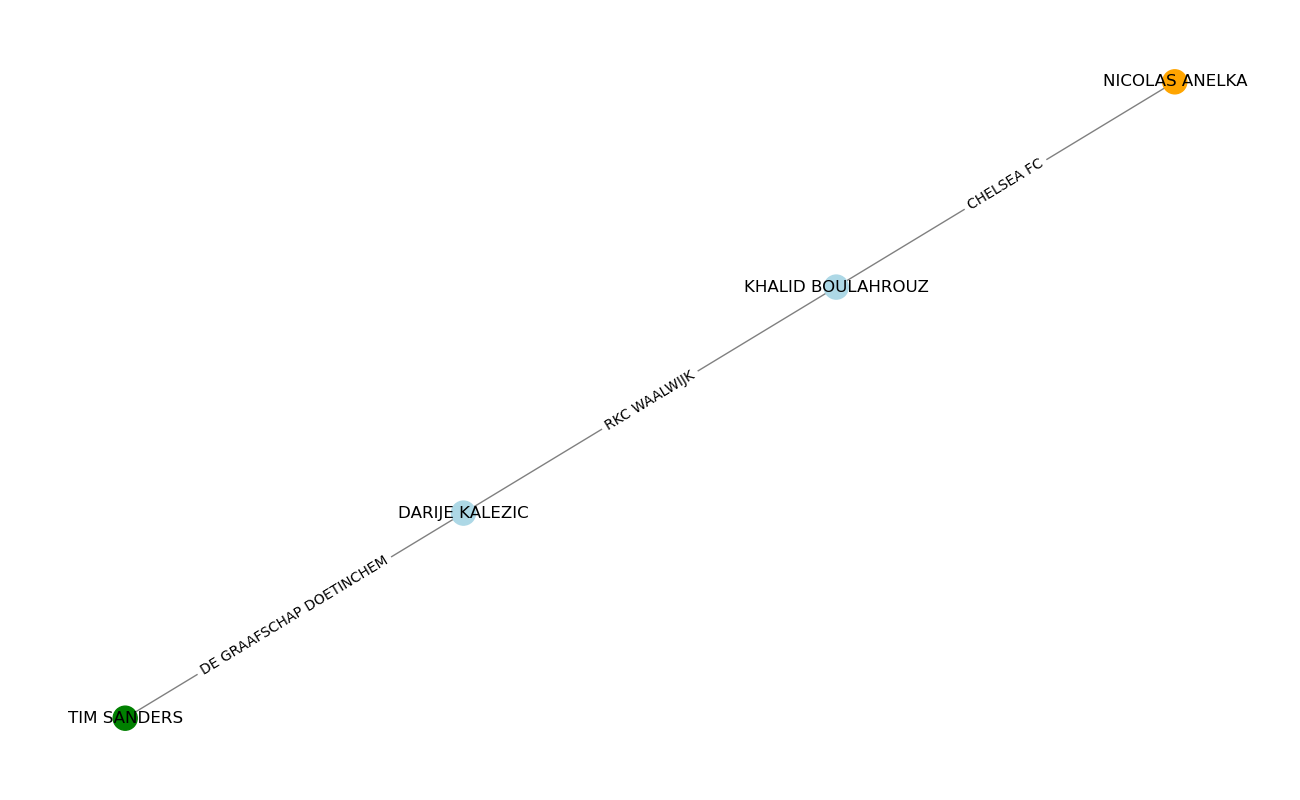 NICOLAS ANELKA
CHELSEA FC
KHALID BOULAHROUZ
RKC WAALWIJK
DARIJE KALEZIC
DE GRAAFSCHAP DOETINCHEM
TIM SANDERS